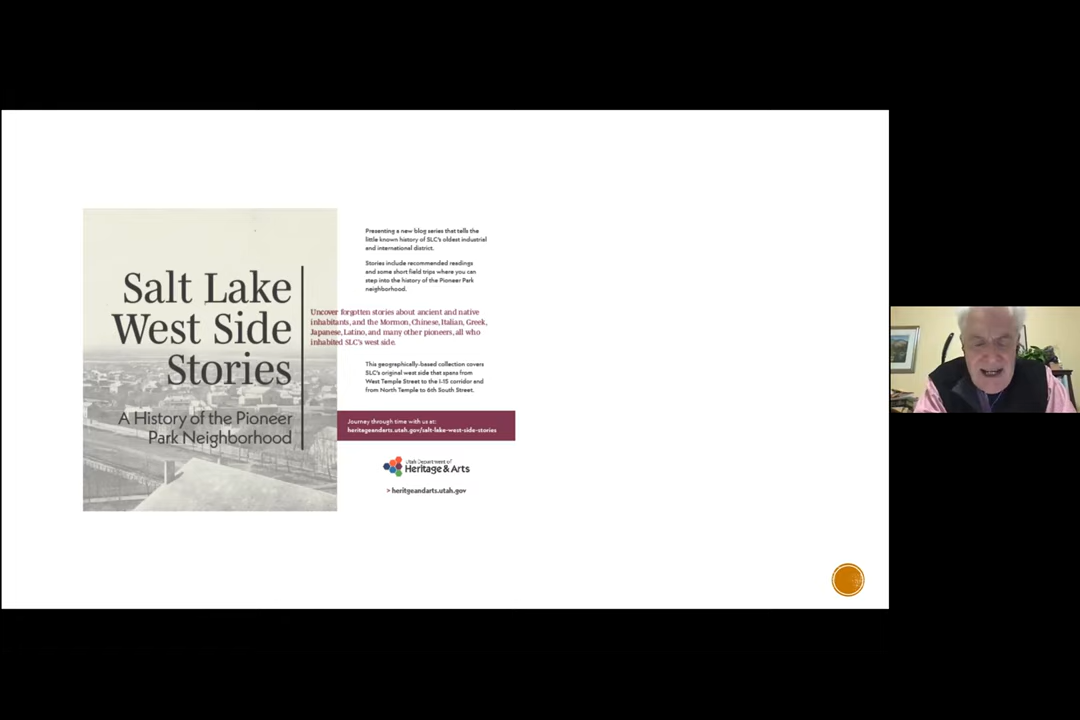 Salt Lake
West Side
Stories
A History of the Pioneer
Park Neighborhood
Presenting a new blog series that tells the
little known history of SLC's oldest industrial
and international district.
Stories include recommended readings
and some short field trips where you can
step into the history of the Pioneer Park
neighborhood.
Uncover forgotten stories about ancient and native
inhabitants, and the Mormon, Chinese, Italian, Greek,
Japanese, Latino, and many other pioneers, all who
inhabited SLC's west side.
This geographically-based collection covers
SLC's original west side that spans from
West Temple Street to the I-15 corridor and
from North Temple to 6th South Street.
Journey through time with us at:
heritageandarts.utah.gov/salt-lake-west-side-stories
Utah Department of
Heritage & Arts
> heritgeandarts.utah.gov